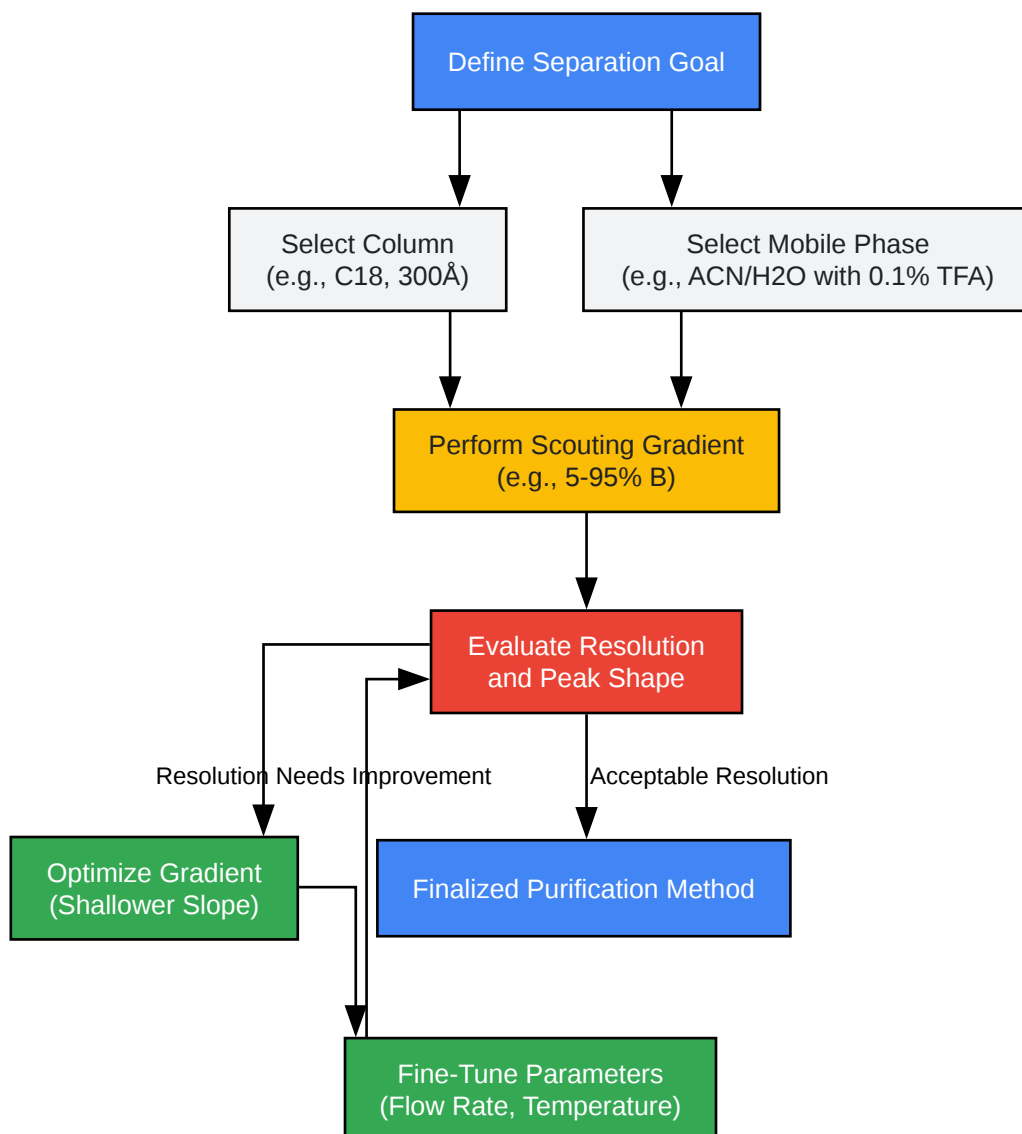 Define Separation Goal
Select Column
(e.g., C18, 300Å)
Select Mobile Phase
(e.g., ACN/H2O with 0.1% TFA)
Perform Scouting Gradient
(e.g., 5-95% B)
Evaluate Resolution
and Peak Shape
Resolution Needs Improvement
Acceptable Resolution
Optimize Gradient
(Shallower Slope)
Finalized Purification Method
Fine-Tune Parameters
(Flow Rate, Temperature)